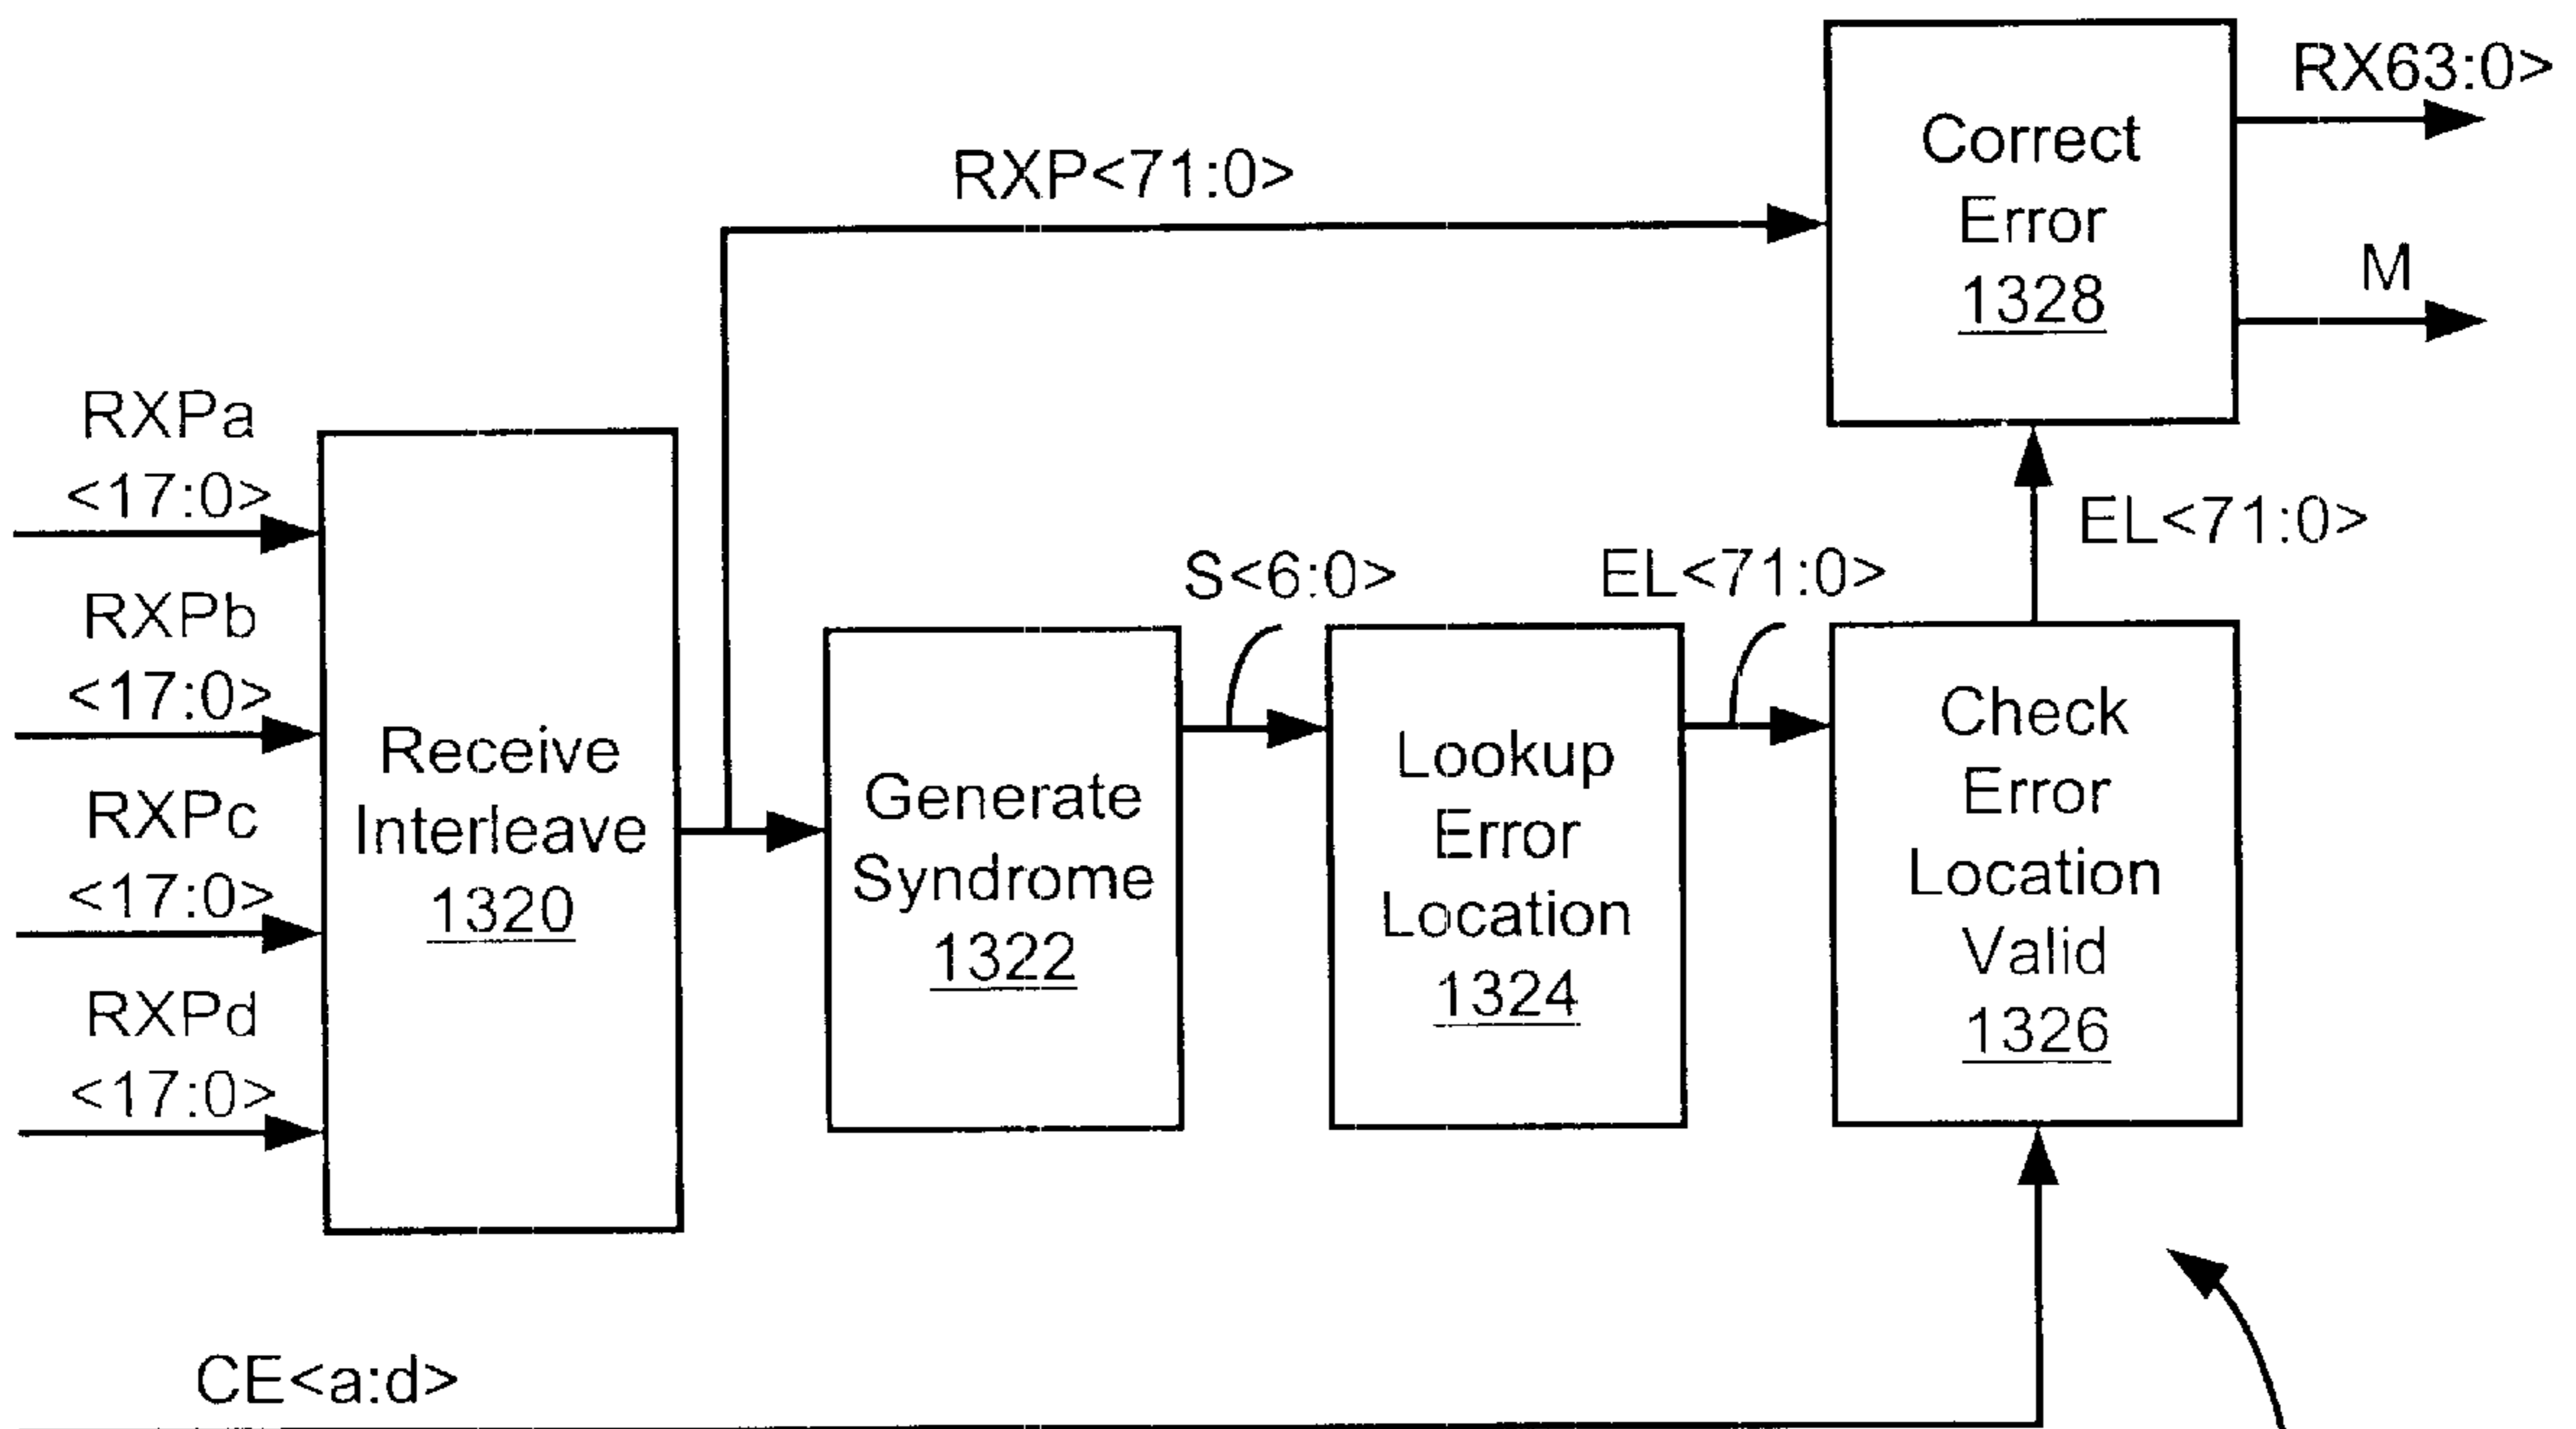 RXPa
<17:0>
RXPb
<17:0>
RXPc
<17:0>
RXPd
<17:0>
Receive
Interleave
1320
RXP<71:0>
Generate
Syndrome
1322
S<6:0>
Lookup
Error
Location
1324
EL<71:0>
Check
Error
Location
Valid
1326
EL<71:0>
Correct
Error
1328
RX63:0>
M
CE<a:d>